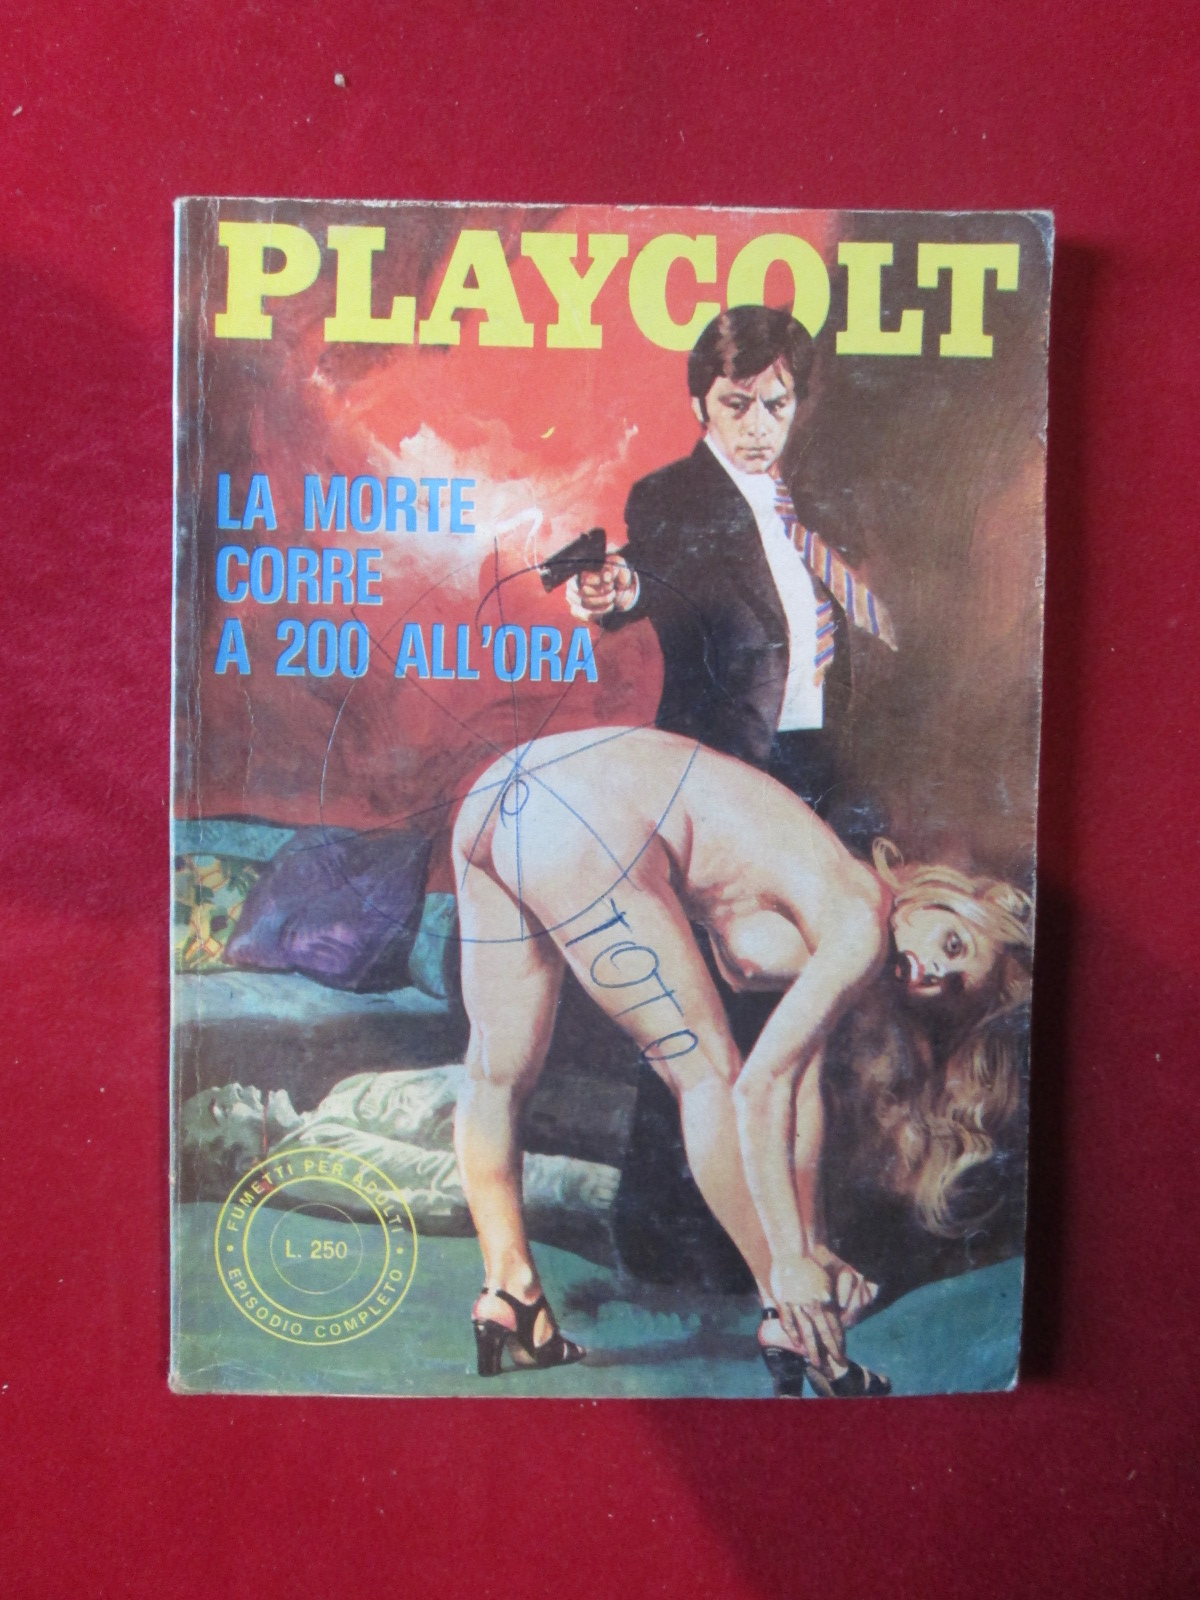 PLAYCOLT
LA MORTE
CORRE
A 200 ALL'ORA
TOTO
FUMETTI PER ADULTI
L. 250
EPISODIO COMPLETO